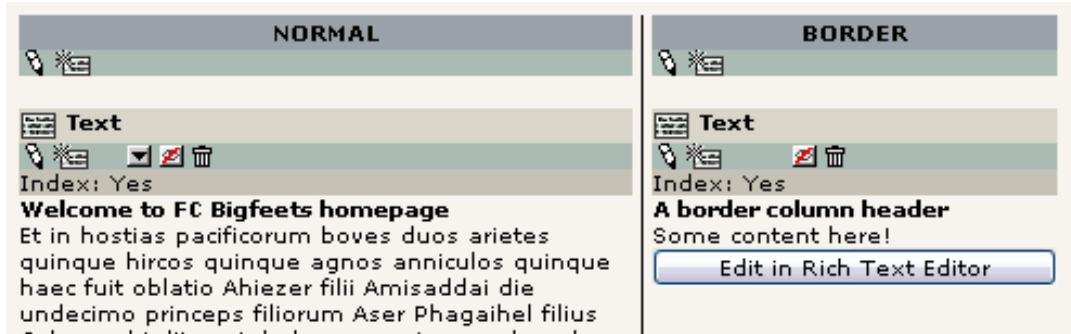 NORMAL
Text
Index: Yes
Welcome to FC Bigfeets homepage
Et in hostias pacificorum boves duos arietes
quinque hircos quinque agnos anniculos quinque
haec fuit oblatio Ahiezer filii Amisaddai die
undecimo princeps filiorum Aser Phagaihel filius
BORDER
Text
Index: Yes
A border column header
Some content here!
Edit in Rich Text Editor